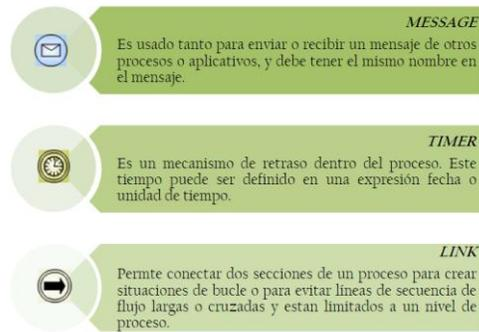 MESSAGE
Es usado tanto para enviar o recibir un mensaje de otros
procesos o aplicativos, y debe tener el mismo nombre en
el mensaje.
TIMER
Es un mecanismo de retraso dentro del proceso. Este
tiempo puede ser definido en una expresión fecha o
unidad de tiempo.
LINK
Permte conectar dos secciones de un proceso para crear
situaciones de bucle o para evitar líneas de secuencia de
flujo largas o cruzadas y estan limitados a un nivel de
proceso.